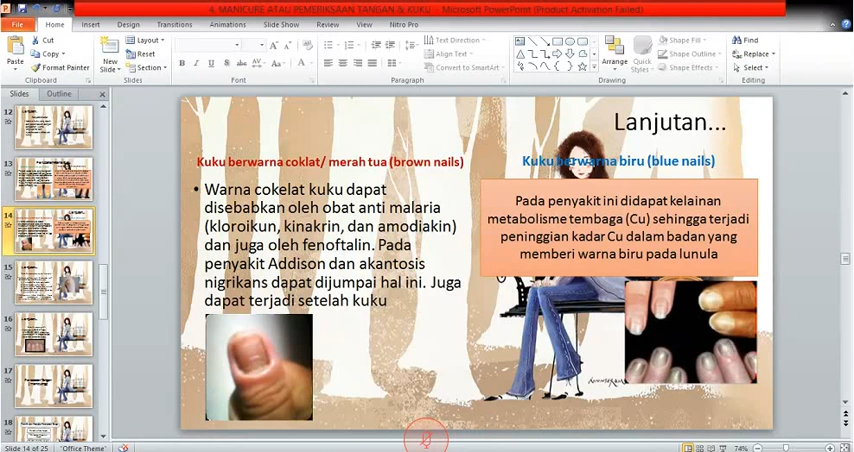 4. MANICURE ATAU PEMERIKSAAN TANGAN & KUKU - Microsoft PowerPoint (Product Activation Failed)
File Home Insert Design Transitions Animations Slide Show Review View Nitro Pro
Paste
Cut
Copy
Format Painter
Clipboard
New Slide
Layout
Reset
Section
Slides
Font
Paragraph
Text Direction
Align Text
Convert to SmartArt
Arrange
Quick Styles
Shape Fill
Shape Outline
Shape Effects
Drawing
Find
Replace
Select
Editing
Slides Outline
12
13
14
15
16
17
18
Lanjutan...
Kuku berwarna coklat/ merah tua (brown nails)
• Warna cokelat kuku dapat
disebabkan oleh obat anti malaria
(kloroikun, kinakrin, dan amodiakin)
dan juga oleh fenoftalin. Pada
penyakit Addison dan akantosis
nigrikans dapat dijumpai hal ini. Juga
dapat terjadi setelah kuku
Kuku berwarna biru (blue nails)
Pada penyakit ini didapat kelainan
metabolisme tembaga (Cu) sehingga terjadi
peninggian kadar Cu dalam badan yang
memberi warna biru pada lunula
Slide 14 of 25 "Office Theme" 74%